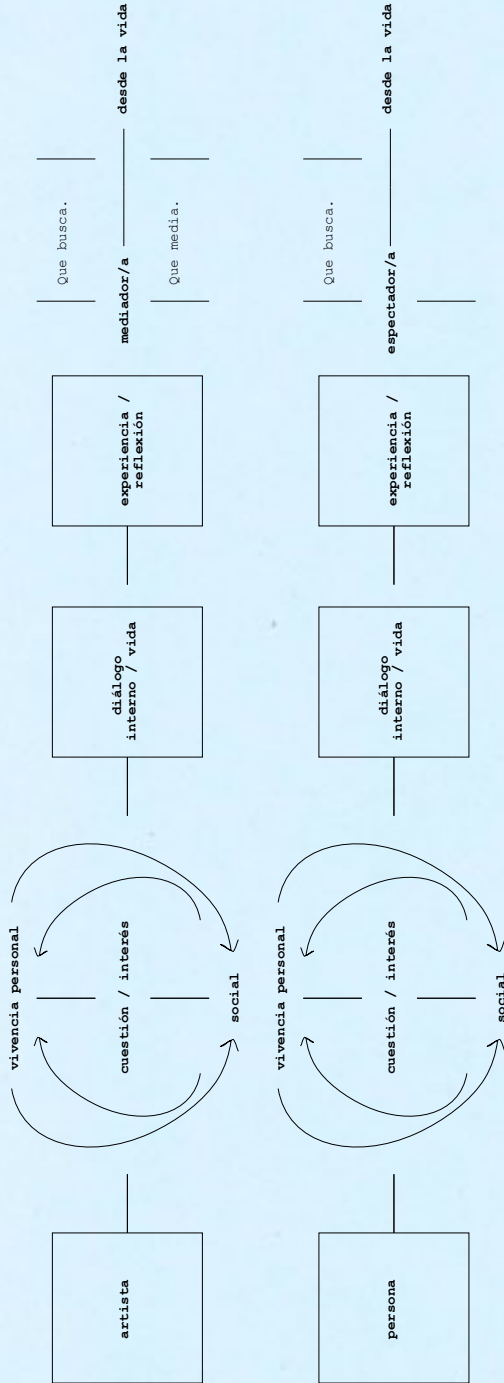 artista
vivencia personal
cuestión / interés
social
diálogo
interno / vida
experiencia /
reflexión
Que busca.
mediador/a
Que media.
desde la vida
persona
vivencia personal
cuestión / interés
social
diálogo
interno / vida
experiencia /
reflexión
Que busca.
espectador/a
desde la vida